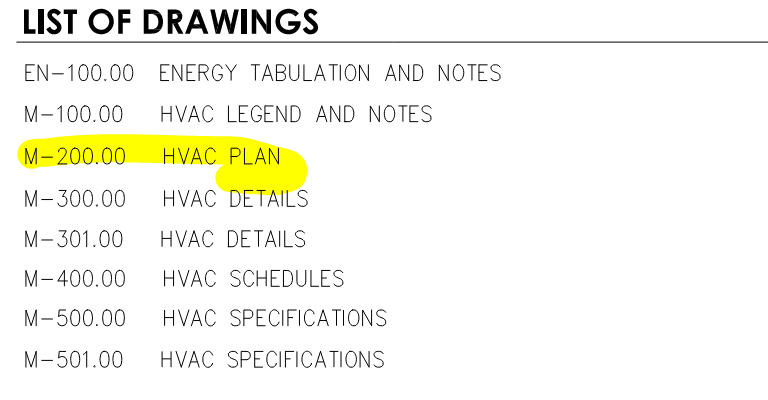 LIST OF DRAWINGS
EN-100.00 ENERGY TABULATION AND NOTES
M-100.00 HVAC LEGEND AND NOTES
M-200.00 HVAC PLAN
M-300.00 HVAC DETAILS
M-301.00 HVAC DETAILS
M-400.00 HVAC SCHEDULES
M-500.00 HVAC SPECIFICATIONS
M-501.00 HVAC SPECIFICATIONS